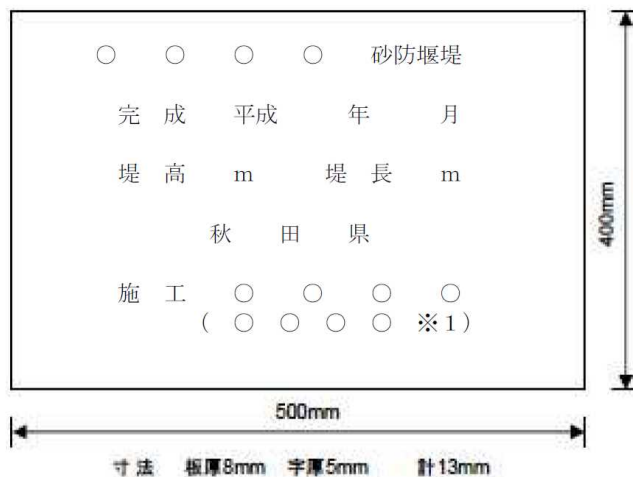 ○ ○ ○ ○ 砂防堰堤
完成 平成 年 月
堤高 m 堤長 m
秋田県
施工 ○ ○ ○ ○
( ○ ○ ○ ○ ※1)
400mm
500mm
寸法 板厚8mm 字厚5mm 計13mm